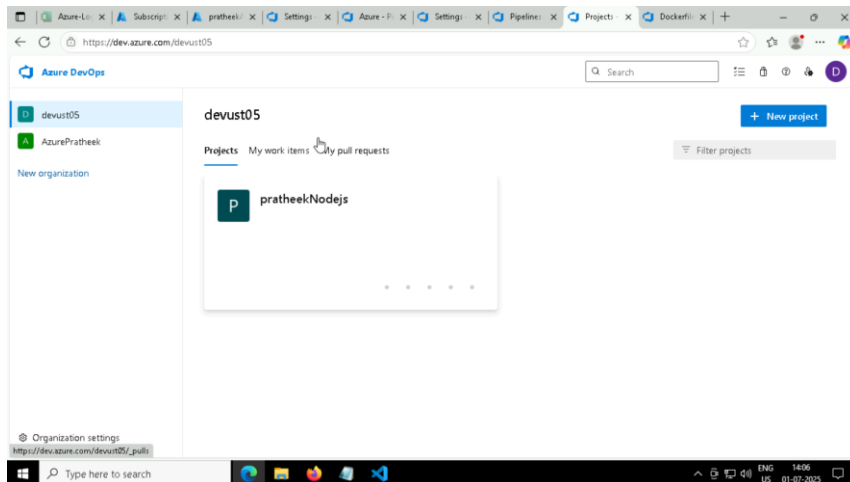 Azure-Lo
Subscript
pratheek
Settings
Azure - P
Settings
Pipelines
Projects -
Dockerfil
https://dev.azure.com/devust05
Azure DevOps
Search
D
D devust05
A AzurePratheek
New organization
devust05
+ New project
Projects My work items My pull requests
Filter projects
P pratheekNodejs
Organization settings
https://dev.azure.com/devust05/_pulls
Type here to search
ENG 14:06
US 01-07-2025